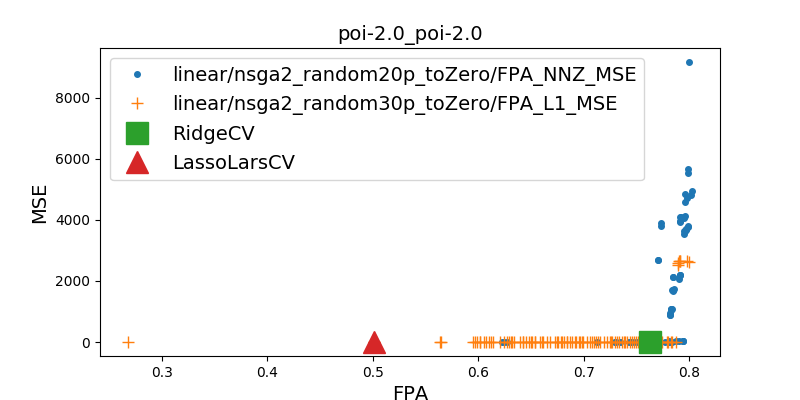 poi-2.0_poi-2.0
linear/nsga2_random20p_toZero/FPA_NNZ_MSE
linear/nsga2_random30p_toZero/FPA_L1_MSE
RidgeCV
LassoLarsCV
MSE
8000
6000
4000
2000
0
0.3 0.4 0.5 0.6 0.7 0.8
FPA